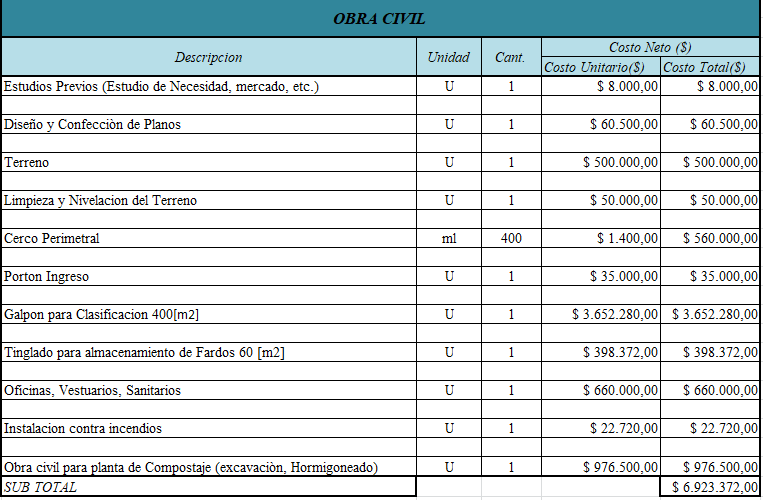 OBRA CIVIL
Descripcion Unidad Cant. Costo Neto ($)
Costo Unitario($) Costo Total($)
Estudios Previos (Estudio de Necesidad, mercado, etc.) U 1 $ 8.000,00 $ 8.000,00
Diseño y Confecciòn de Planos U 1 $ 60.500,00 $ 60.500,00
Terreno U 1 $ 500.000,00 $ 500.000,00
Limpieza y Nivelacion del Terreno U 1 $ 50.000,00 $ 50.000,00
Cerco Perimetral ml 400 $ 1.400,00 $ 560.000,00
Porton Ingreso U 1 $ 35.000,00 $ 35.000,00
Galpon para Clasificacion 400[m2] U 1 $ 3.652.280,00 $ 3.652.280,00
Tinglado para almacenamiento de Fardos 60 [m2] U 1 $ 398.372,00 $ 398.372,00
Oficinas, Vestuarios, Sanitarios U 1 $ 660.000,00 $ 660.000,00
Instalacion contra incendios U 1 $ 22.720,00 $ 22.720,00
Obra civil para planta de Compostaje (excavaciòn, Hormigoneado) U 1 $ 976.500,00 $ 976.500,00
SUB TOTAL $ 6.923.372,00